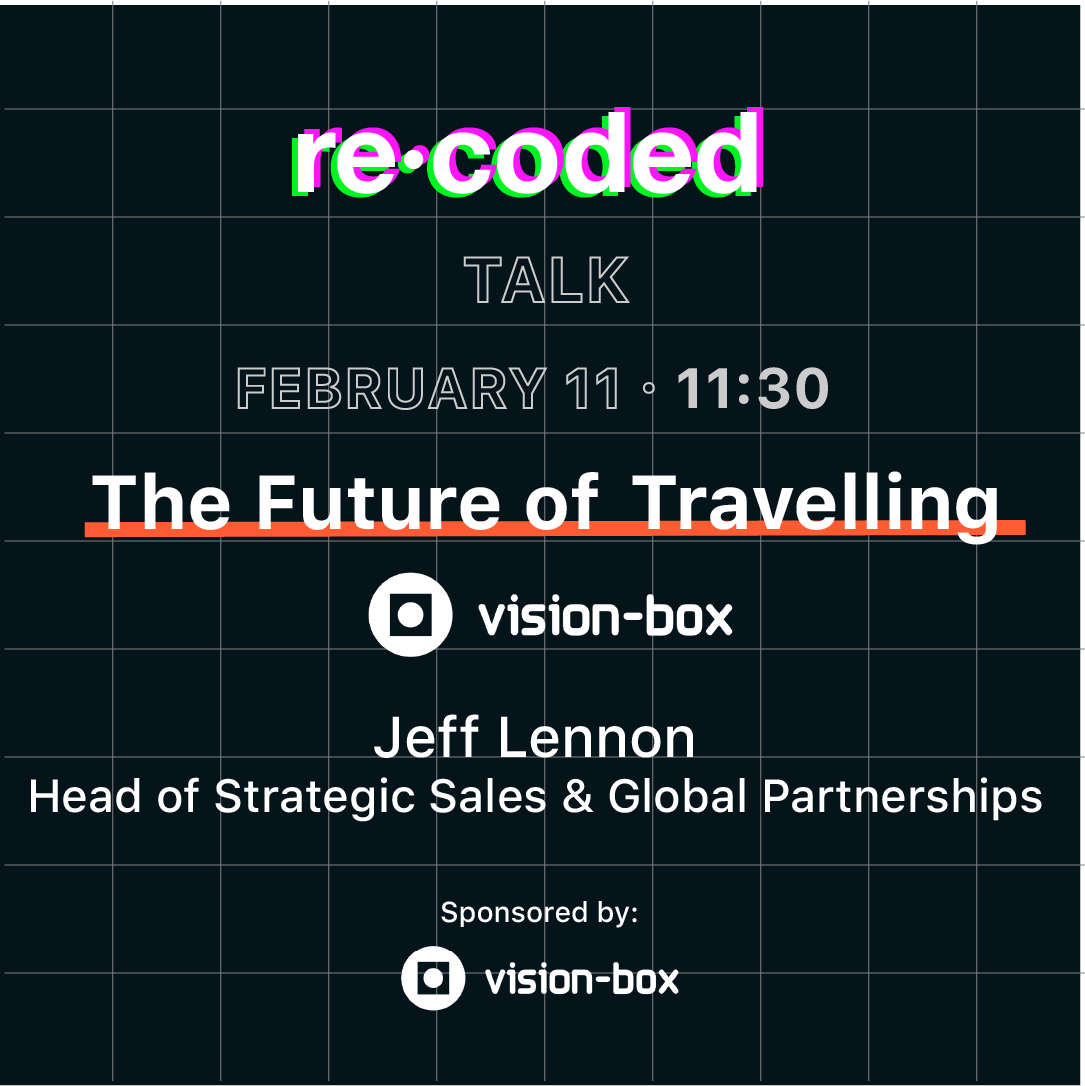 re·coded
TALK
FEBRUARY 11 • 11:30
The Future of Travelling
vision-box
Jeff Lennon
Head of Strategic Sales & Global Partnerships
Sponsored by:
vision-box